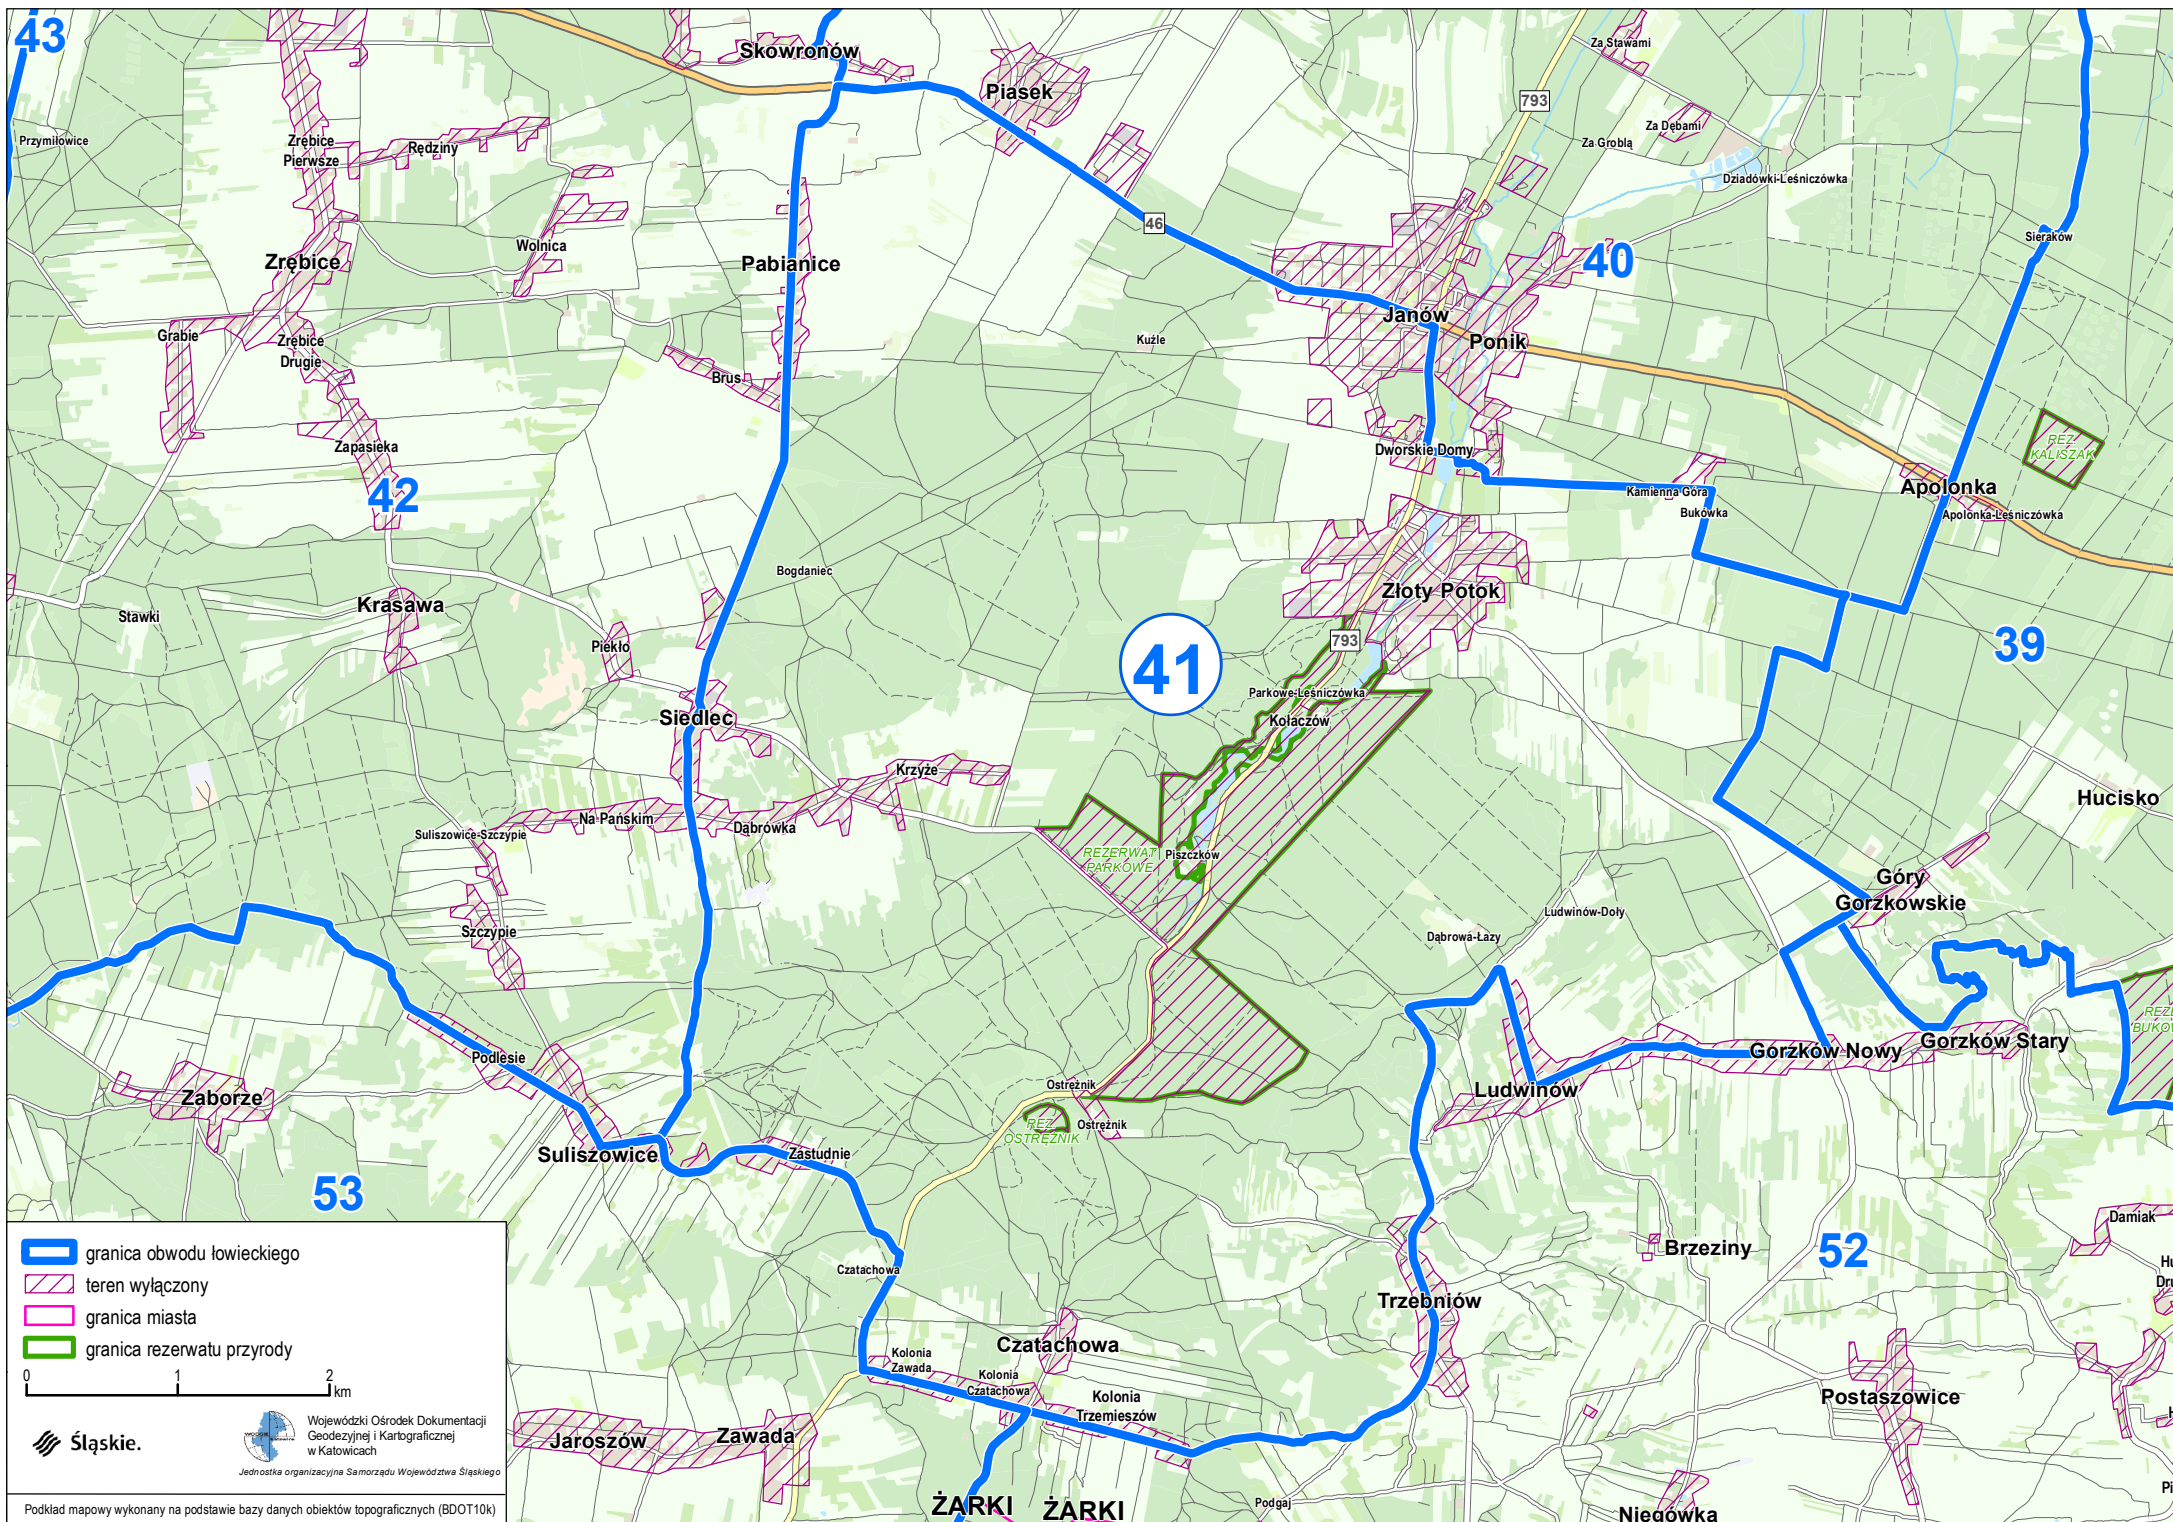 43
Skowronów
Piasek
Za Stawami
793
Za Dębami
Za Groblą
Dziadówki-Leśniczówka
Przymiłowice
Zrębice
Pierwsze
Rędziny
Wolnica
Zrębice
Pabianice
46
40
Sieraków
Grabie
Zrębice
Drugie
Brus
Kuźle
Janów
Ponik
Zapasieka
42
Dworskie Domy
REZ.
KALISZAK
Kamienna Góra
Bukówka
Apolonka
Apolonka-Leśniczówka
Bogdaniec
Krasawa
Stawki
Piekło
Złoty Potok
793
41
39
Siedlec
Parkowe-Leśniczówka
Kołaczów
Krzyże
Hucisko
Na Pańskim
Dąbrówka
Suliszowice-Szczypie
REZERWAT
PARKOWE
Piszczków
Góry
Gorzkowskie
Szczypie
Ludwinów-Doły
Dąbrowa-Łazy
Podlesie
Zaborze
Ostrężnik
REZ.
OSTRĘŻNIK
Ostrężnik
Ludwinów
Gorzków Nowy
Gorzków Stary
Suliszowice
Zastudnie
53
Czatachowa
Trzebniów
Brzeziny
52
Damiak
Czatachowa
Kolonia
Zawada
Kolonia
Czatachowa
Kolonia
Trzemieszów
Postaszowice
Jaroszów
Zawada
ŻARKI
ŻARKI
Podgaj
Niegówka
granica obwodu łowieckiego
teren wyłączony
granica miasta
granica rezerwatu przyrody
0 1 2 km
Śląskie.
Wojewódzki Ośrodek Dokumentacji
Geodezyjnej i Kartograficznej
w Katowicach
Jednostka organizacyjna Samorządu Województwa Śląskiego
Podkład mapowy wykonany na podstawie bazy danych obiektów topograficznych (BDOT10k)